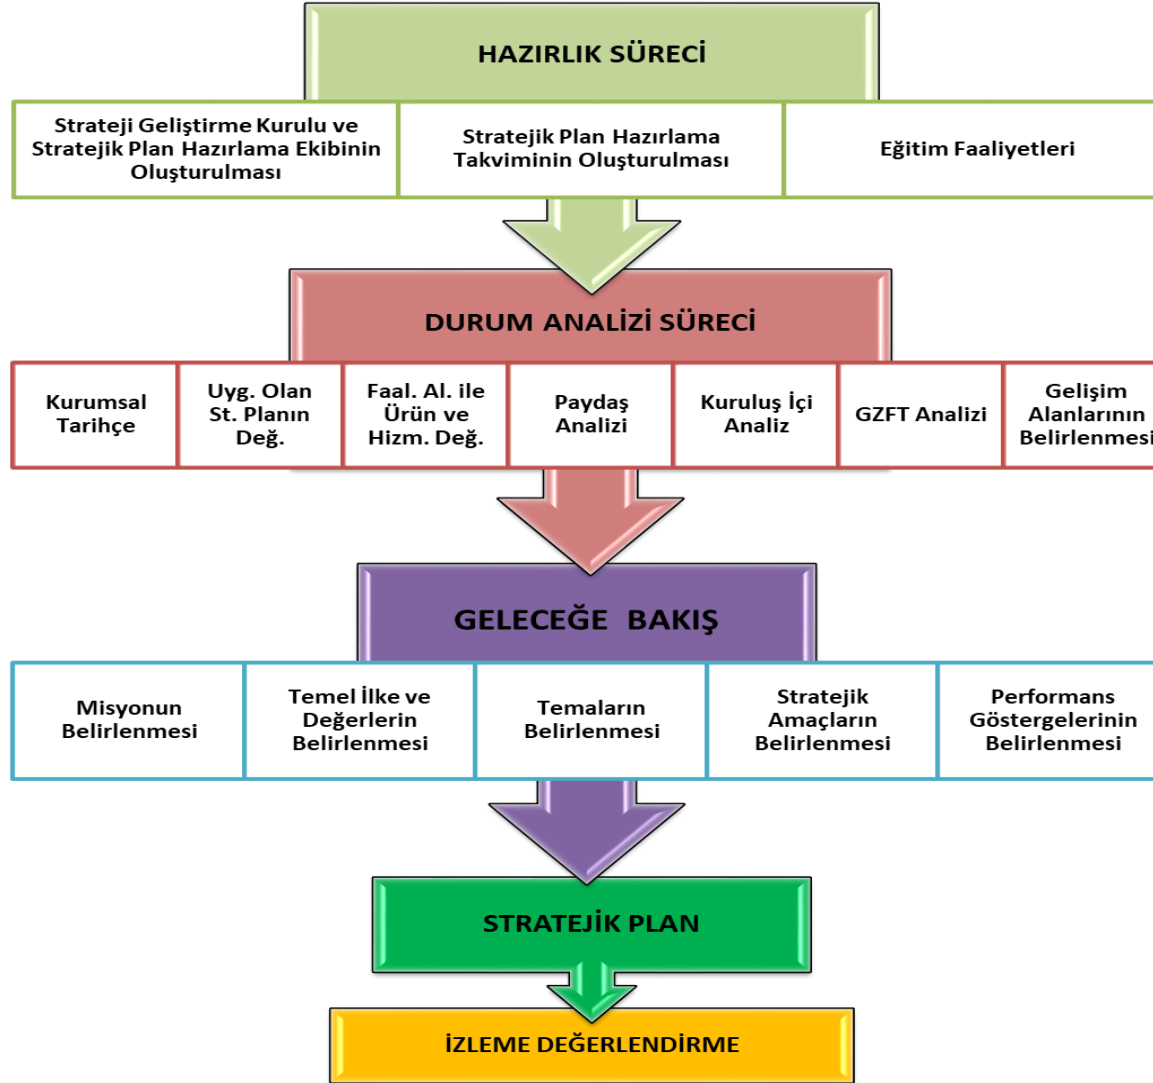 HAZIRLIK SÜRECİ
Strateji Geliştirme Kurulu ve
Stratejik Plan Hazırlama Ekibinin
Oluşturulması
Stratejik Plan Hazırlama
Takviminin Oluşturulması
Eğitim Faaliyetleri
DURUM ANALİZİ SÜRECİ
Kurumsal
Tarihçe
Uyg. Olan
St. Planın
Değ.
Faal. Al. ile
Ürün ve
Hizm. Değ.
Paydaş
Analizi
Kuruluş İçi
Analiz
GZFT Analizi
Gelişim
Alanlarının
Belirlenmesi
GELECEĞE BAKIŞ
Misyonun
Belirlenmesi
Temel İlke ve
Değerlerin
Belirlenmesi
Temaların
Belirlenmesi
Stratejik
Amaçların
Belirlenmesi
Performans
Göstergelerinin
Belirlenmesi
STRATEJİK PLAN
İZLEME DEĞERLENDİRME